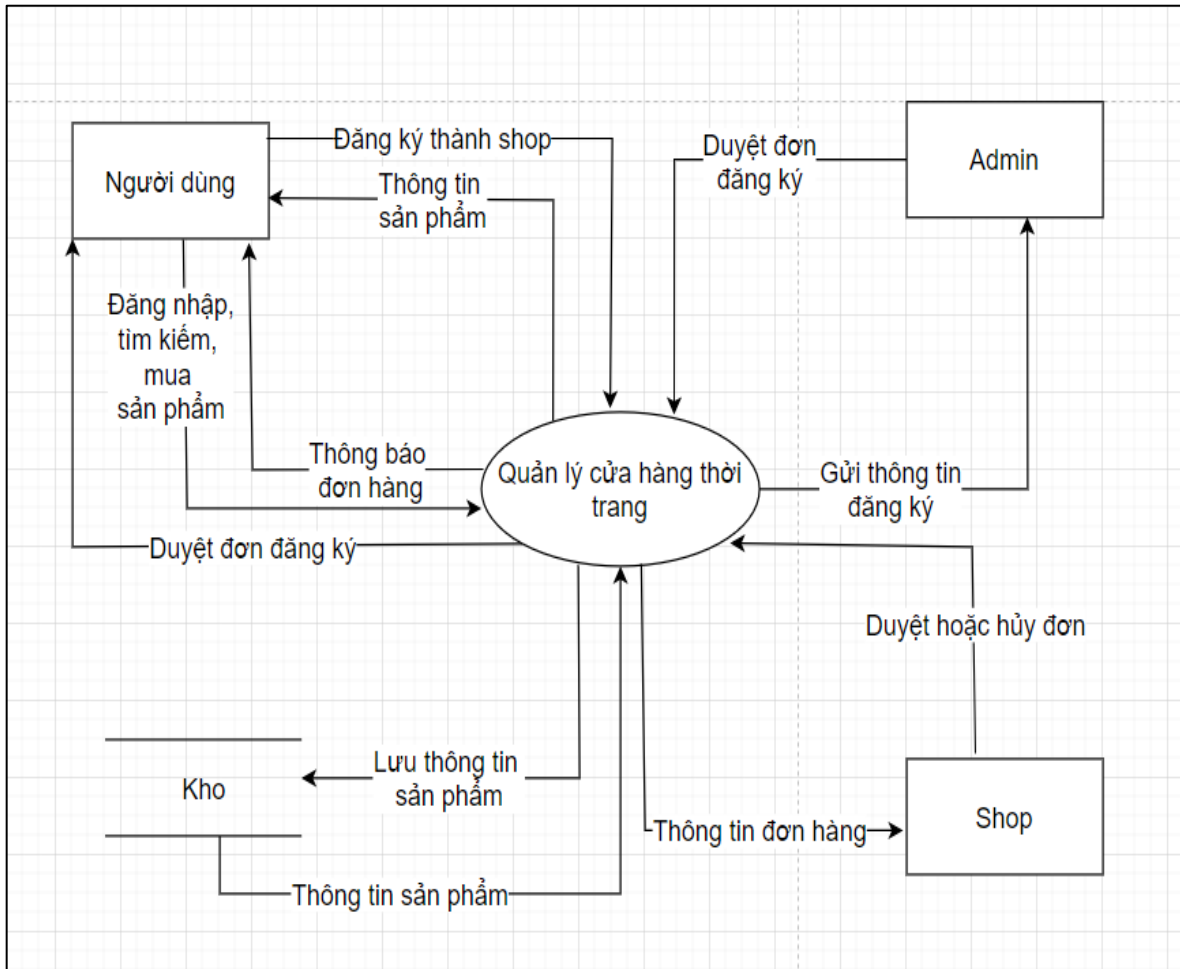 Đăng ký thành shop
Người dùng
Thông tin
sản phẩm
Duyệt đơn
đăng ký
Admin
Đăng nhập,
tìm kiếm,
mua
sản phẩm
Thông báo
đơn hàng
Quản lý cửa hàng thời
trang
Gửi thông tin
đăng ký
Duyệt đơn đăng ký
Duyệt hoặc hủy đơn
Lưu thông tin
sản phẩm
Kho
Thông tin đơn hàng
Shop
Thông tin sản phẩm